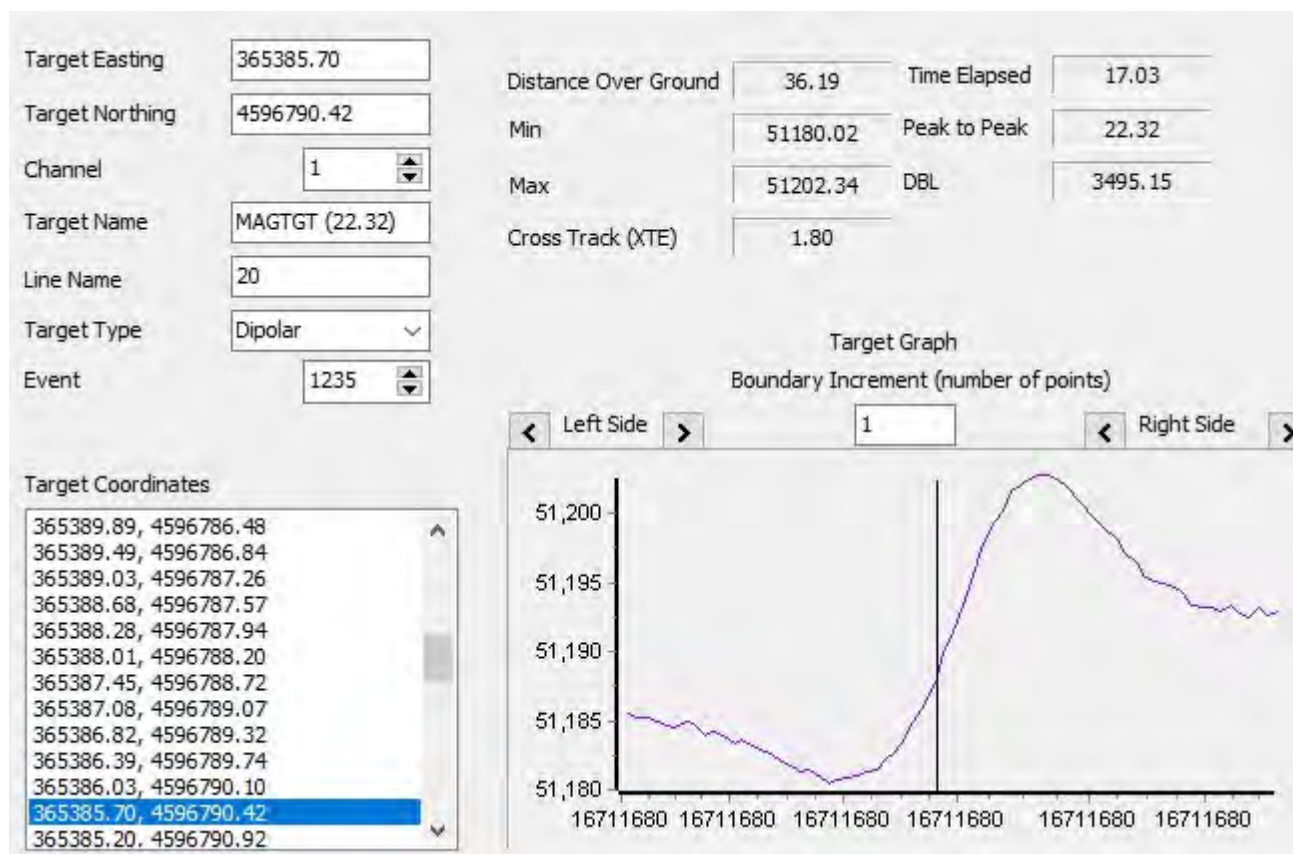 Target Easting 365385.70
Target Northing 4596790.42
Channel 1
Target Name MAGTGT (22.32)
Line Name 20
Target Type Dipolar
Event 1235
Distance Over Ground 36.19 Time Elapsed 17.03
Min 51180.02 Peak to Peak 22.32
Max 51202.34 DBL 3495.15
Cross Track (XTE) 1.80
Target Coordinates
365389.89, 4596786.48
365389.49, 4596786.84
365389.03, 4596787.26
365388.68, 4596787.57
365388.28, 4596787.94
365388.01, 4596788.20
365387.45, 4596788.72
365387.08, 4596789.07
365386.82, 4596789.32
365386.39, 4596789.74
365386.03, 4596790.10
365385.70, 4596790.42
365385.20, 4596790.92
Target Graph
Boundary Increment (number of points)
< Left Side > 1 < Right Side >
51,200
51,195
51,190
51,185
51,180
16711680 16711680 16711680 16711680 16711680 16711680